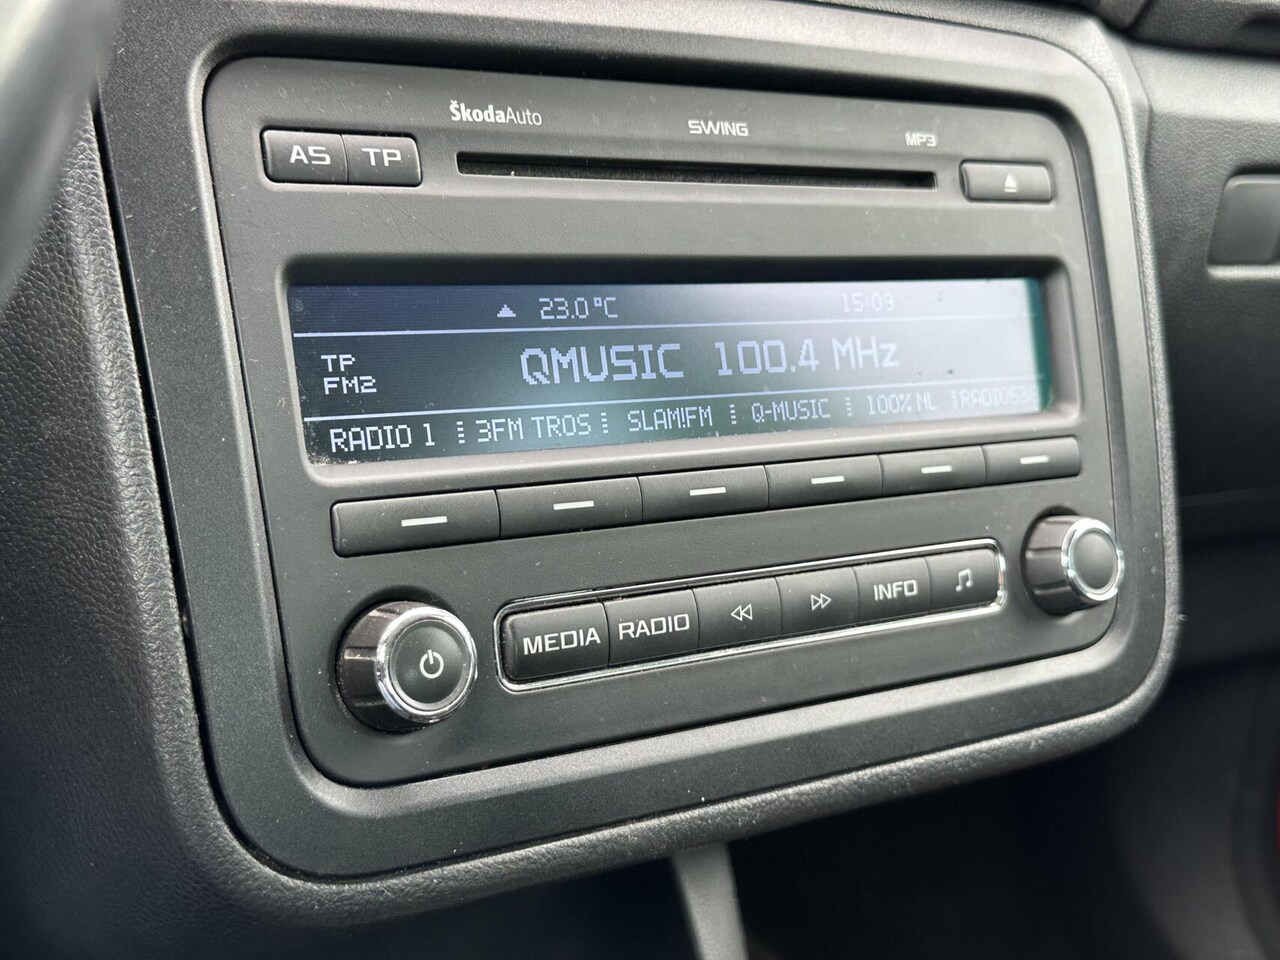 ŠkodaAuto
SWING
MP3
AS TP
23.0°C 15:09
TP
FM2
QMUSIC 100.4 MHz
RADIO 1 3FM TROS SLAM!FM Q-MUSIC 100% NL RADIO538
MEDIA RADIO INFO